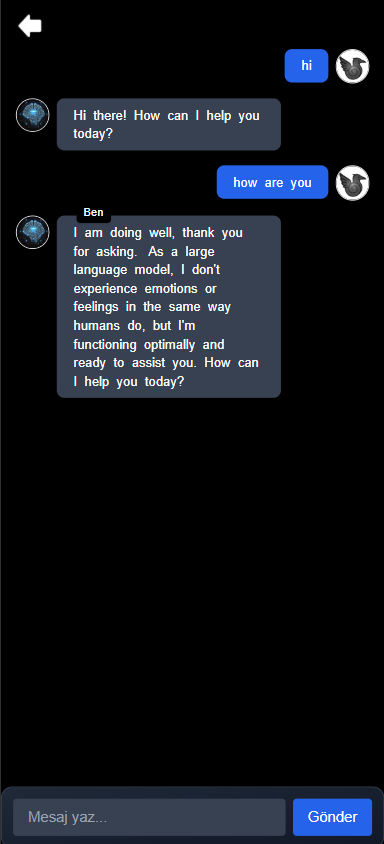 hi
Hi there! How can I help you
today?
how are you
Ben
I am doing well, thank you
for asking. As a large
language model, I don't
experience emotions or
feelings in the same way
humans do, but I'm
functioning optimally and
ready to assist you. How can
I help you today?
Mesaj yaz...
Gönder